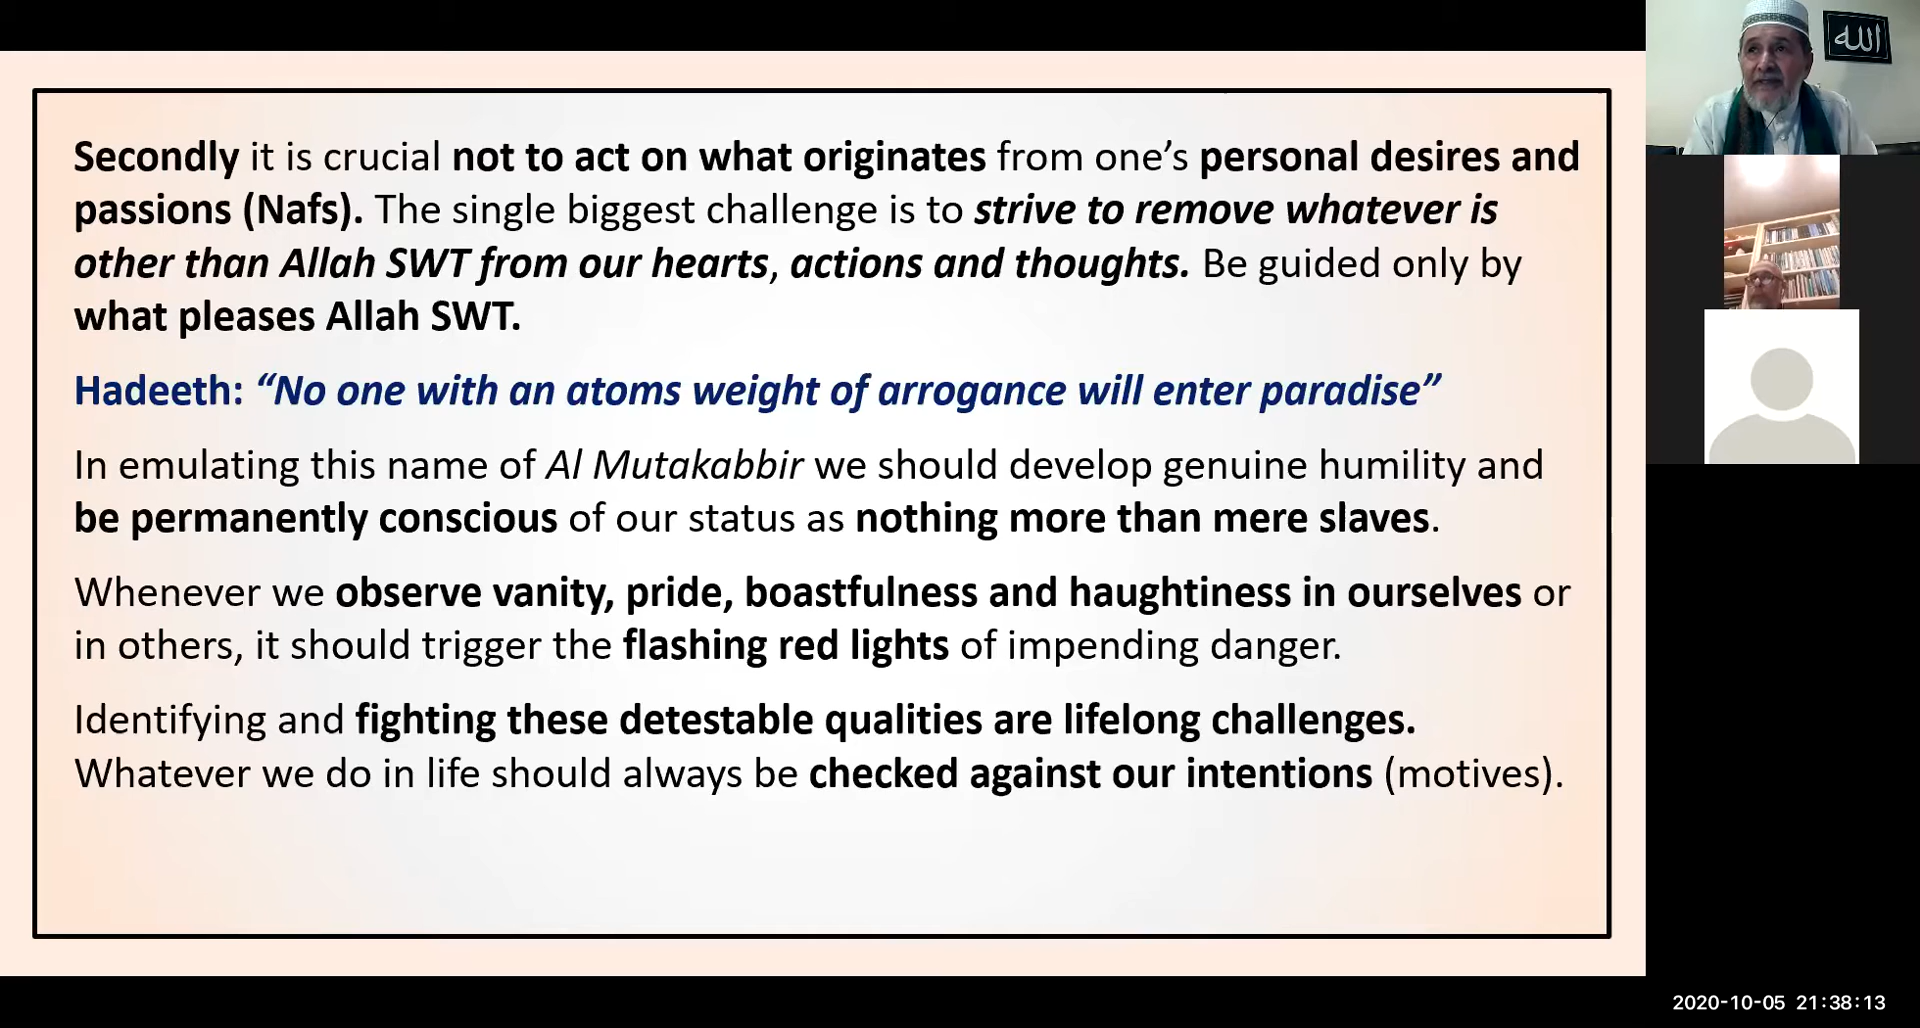 Secondly it is crucial not to act on what originates from one’s personal desires and
passions (Nafs). The single biggest challenge is to strive to remove whatever is
other than Allah SWT from our hearts, actions and thoughts. Be guided only by
what pleases Allah SWT.
Hadeeth: “No one with an atoms weight of arrogance will enter paradise”
In emulating this name of Al Mutakabbir we should develop genuine humility and
be permanently conscious of our status as nothing more than mere slaves.
Whenever we observe vanity, pride, boastfulness and haughtiness in ourselves or
in others, it should trigger the flashing red lights of impending danger.
Identifying and fighting these detestable qualities are lifelong challenges.
Whatever we do in life should always be checked against our intentions (motives).
الله
2020-10-05 21:38:13